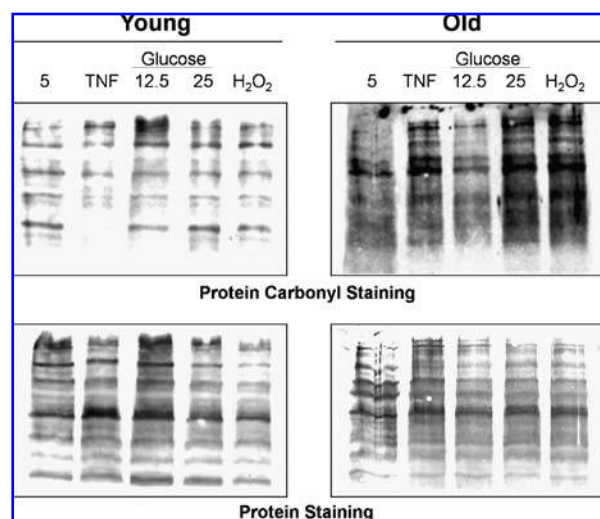 Young Old
Glucose Glucose
5 TNF 12.5 25 H₂O₂ 5 TNF 12.5 25 H₂O₂
Protein Carbonyl Staining
Protein Staining